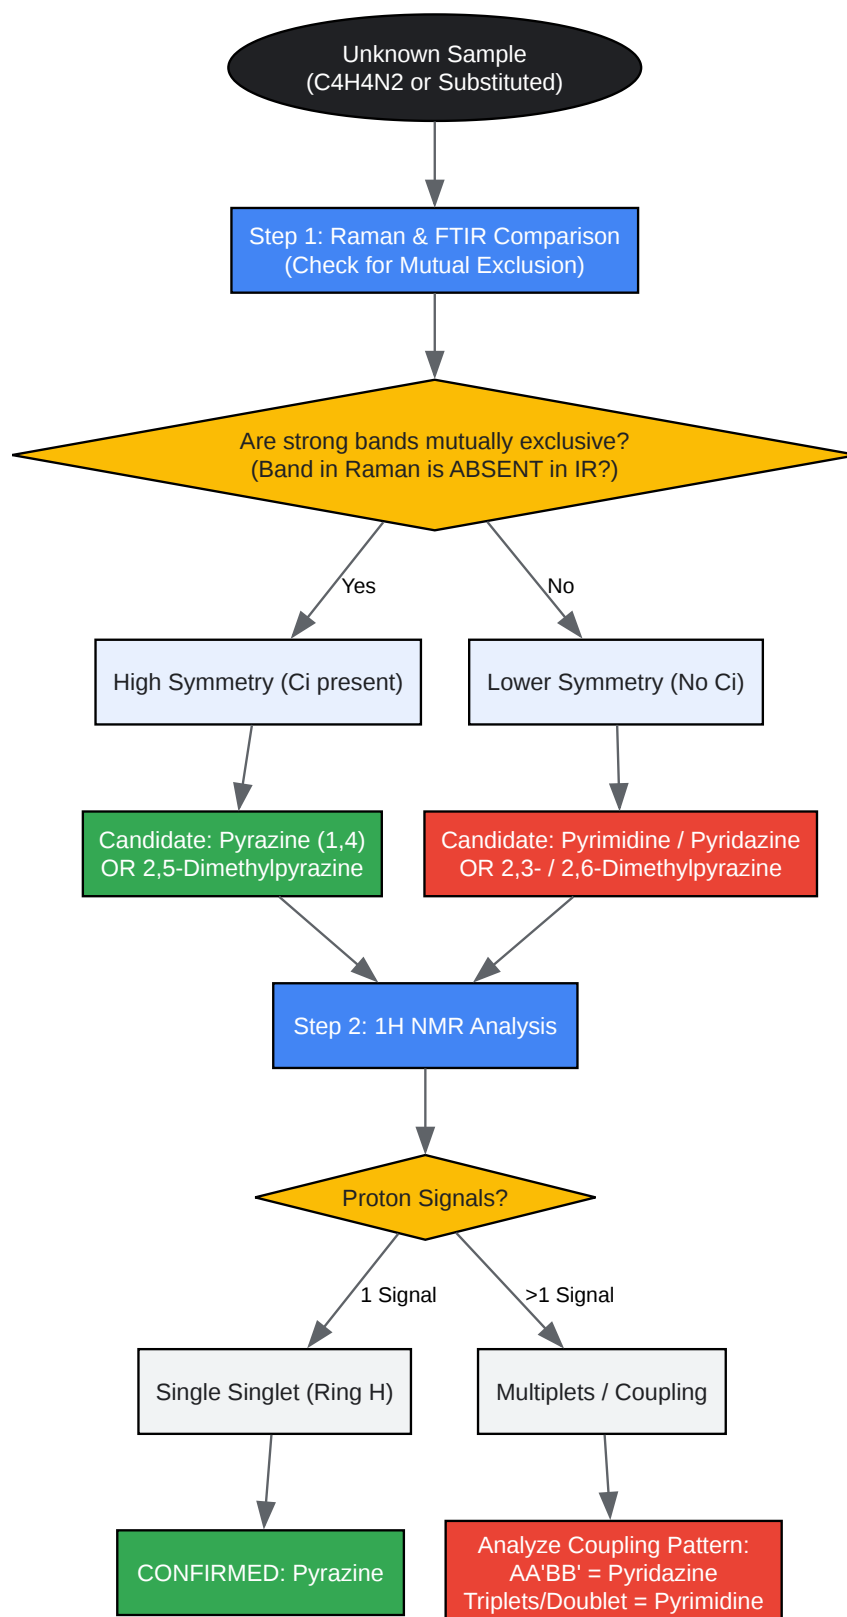 Unknown Sample
(C4H4N2 or Substituted)
Step 1: Raman & FTIR Comparison
(Check for Mutual Exclusion)
Are strong bands mutually exclusive?
(Band in Raman is ABSENT in IR?)
Yes
No
High Symmetry (Ci present)
Lower Symmetry (No Ci)
Candidate: Pyrazine (1,4)
OR 2,5-Dimethylpyrazine
Candidate: Pyrimidine / Pyridazine
OR 2,3- / 2,6-Dimethylpyrazine
Step 2: 1H NMR Analysis
Proton Signals?
1 Signal
>1 Signal
Single Singlet (Ring H)
Multiplets / Coupling
CONFIRMED: Pyrazine
Analyze Coupling Pattern:
AA'BB' = Pyridazine
Triplets/Doublet = Pyrimidine